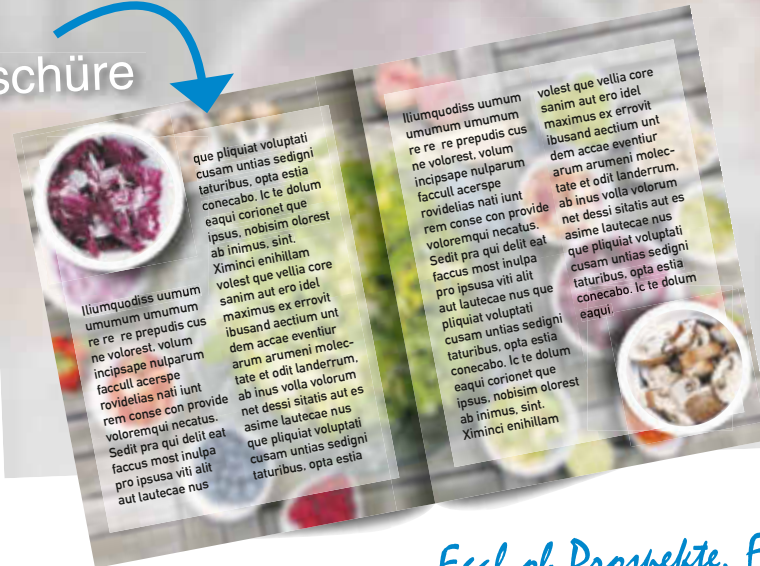 schüre
que pliquiat voluptati
cusam untias sedigni
taturibus, opta estia
conecabo. Ic te dolum
eaqui corionet que
ipsus, nobisim olorest
ab inimus, sint.
Ximinci enihillam
volest que vellia core
sanim aut ero idel
maximus ex errovit
ibusand aectium unt
dem accae eventiur
arum arumeni molec-
tate et odit landerrum,
ab inus volla volorum
net dessi sitatis aut es
asime lautecae nus
que pliquiat voluptati
cusam untias sedigni
taturibus, opta estia
Iliumquodiss uumum
umumum umumum
re re  re prepudis cus
ne volorest, volum
incipsape nulparum
faccull acerspe
rovidelias nati iunt
rem conse con provide
voloremqui necatus.
Sedit pra qui delit eat
faccus most inulpa
pro ipsusa viti alit
aut lautecae nus
Iliumquodiss uumum
umumum umumum
re re  re prepudis cus
ne volorest, volum
incipsape nulparum
faccull acerspe
rovidelias nati iunt
rem conse con provide
voloremqui necatus.
Sedit pra qui delit eat
faccus most inulpa
pro ipsusa viti alit
aut lautecae nus que
pliquiat voluptati
cusam untias sedigni
taturibus, opta estia
conecabo. Ic te dolum
eaqui corionet que
ipsus, nobisim olorest
ab inimus, sint.
Ximinci enihillam
volest que vellia core
sanim aut ero idel
maximus ex errovit
ibusand aectium unt
dem accae eventiur
arum arumeni molec-
tate et odit landerrum,
ab inus volla volorum
net dessi sitatis aut es
asime lautecae nus
que pliquiat voluptati
cusam untias sedigni
taturibus, opta estia
conecabo. Ic te dolum
eaqui
Egal ob Prospekte, F